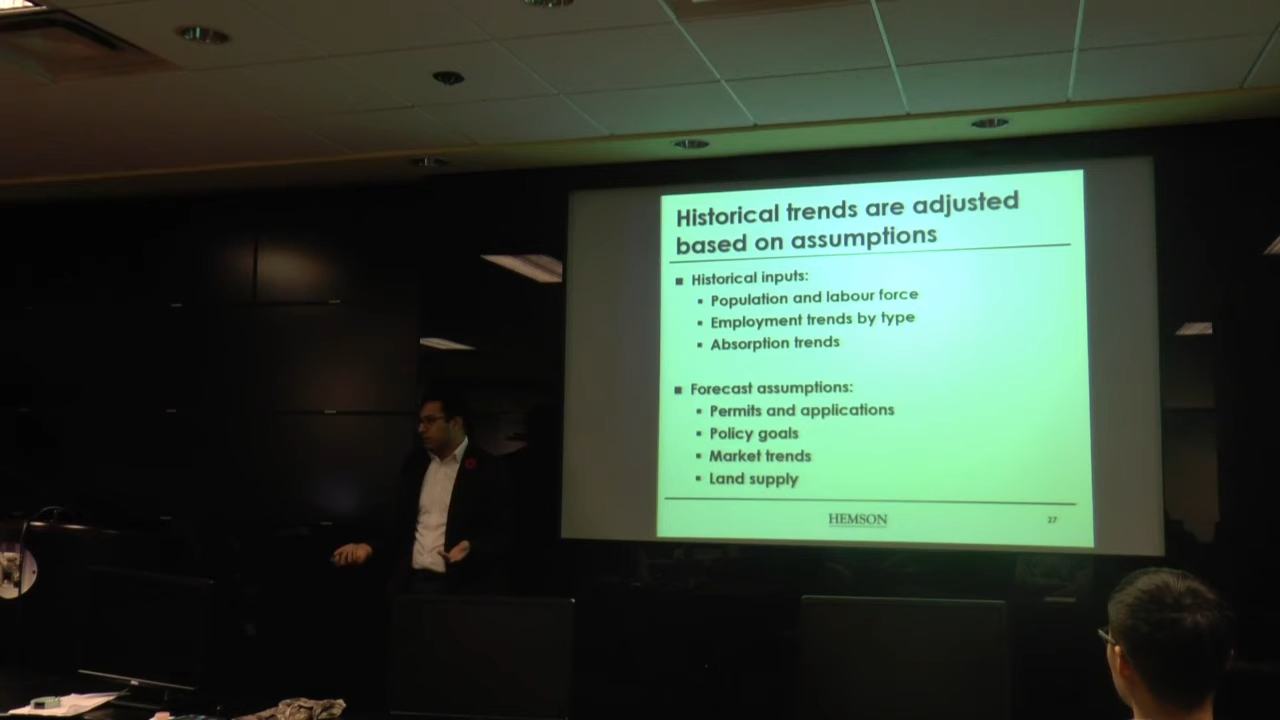 Historical trends are adjusted
based on assumptions
▪ Historical inputs:
▪ Population and labour force
▪ Employment trends by type
▪ Absorption trends
▪ Forecast assumptions:
▪ Permits and applications
▪ Policy goals
▪ Market trends
▪ Land supply
HEMSON
27